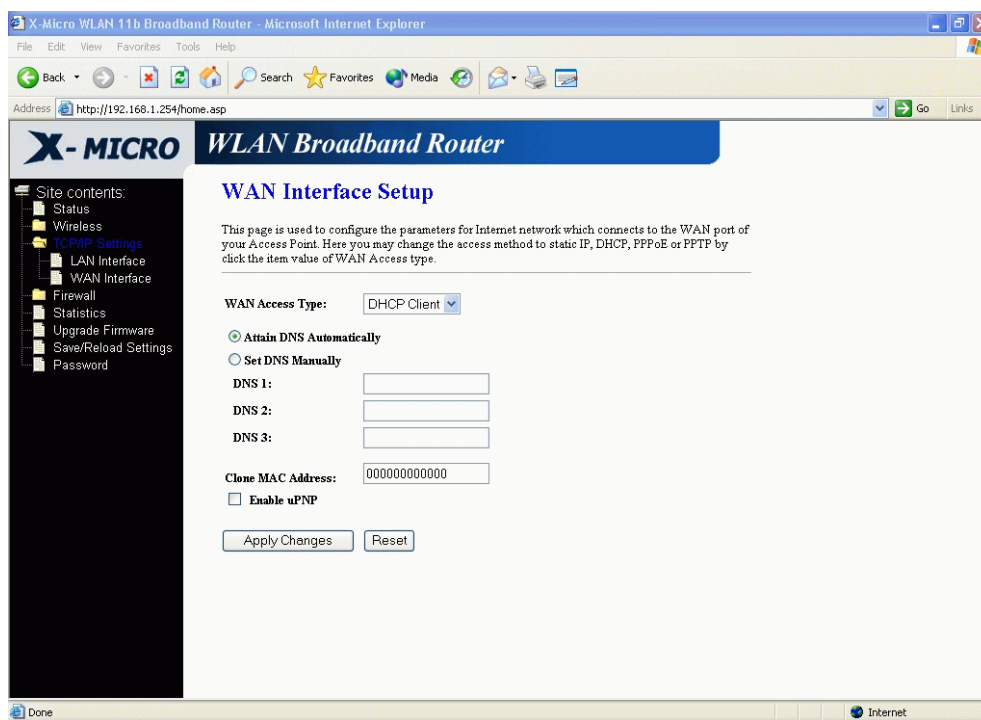 X-Micro WLAN 11b Broadband Router - Microsoft Internet Explorer
File Edit View Favorites Tools Help
Back Search Favorites Media
Address http://192.168.1.254/home.asp Go Links
X-MICRO WLAN Broadband Router
Site contents:
Status
Wireless
TCP/IP Settings
LAN Interface
WAN Interface
Firewall
Statistics
Upgrade Firmware
Save/Reload Settings
Password
WAN Interface Setup
This page is used to configure the parameters for Internet network which connects to the WAN port of
your Access Point. Here you may change the access method to static IP, DHCP, PPPoE or PPTP by
click the item value of WAN Access type.
WAN Access Type: DHCP Client
Attain DNS Automatically
Set DNS Manually
DNS 1:
DNS 2:
DNS 3:
Clone MAC Address: 000000000000
Enable uPNP
Apply Changes Reset
Done Internet